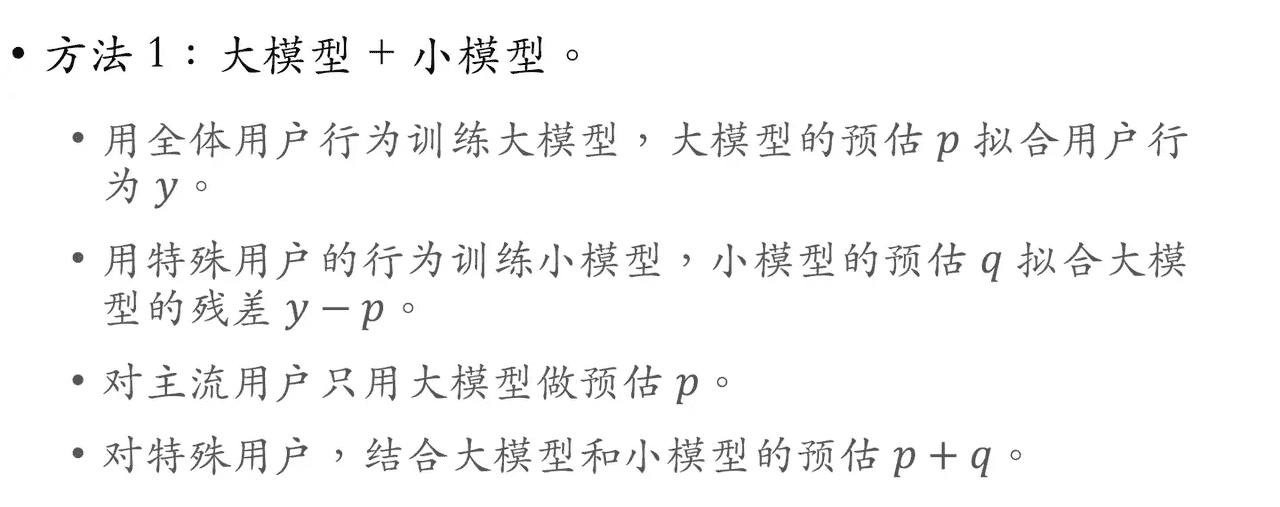 • 方法 1：大模型 + 小模型。
• 用全体用户行为训练大模型，大模型的预估 p 拟合用户行
为 y。
• 用特殊用户的行为训练小模型，小模型的预估 q 拟合大模
型的残差 y − p。
• 对主流用户只用大模型做预估 p。
• 对特殊用户，结合大模型和小模型的预估 p + q。